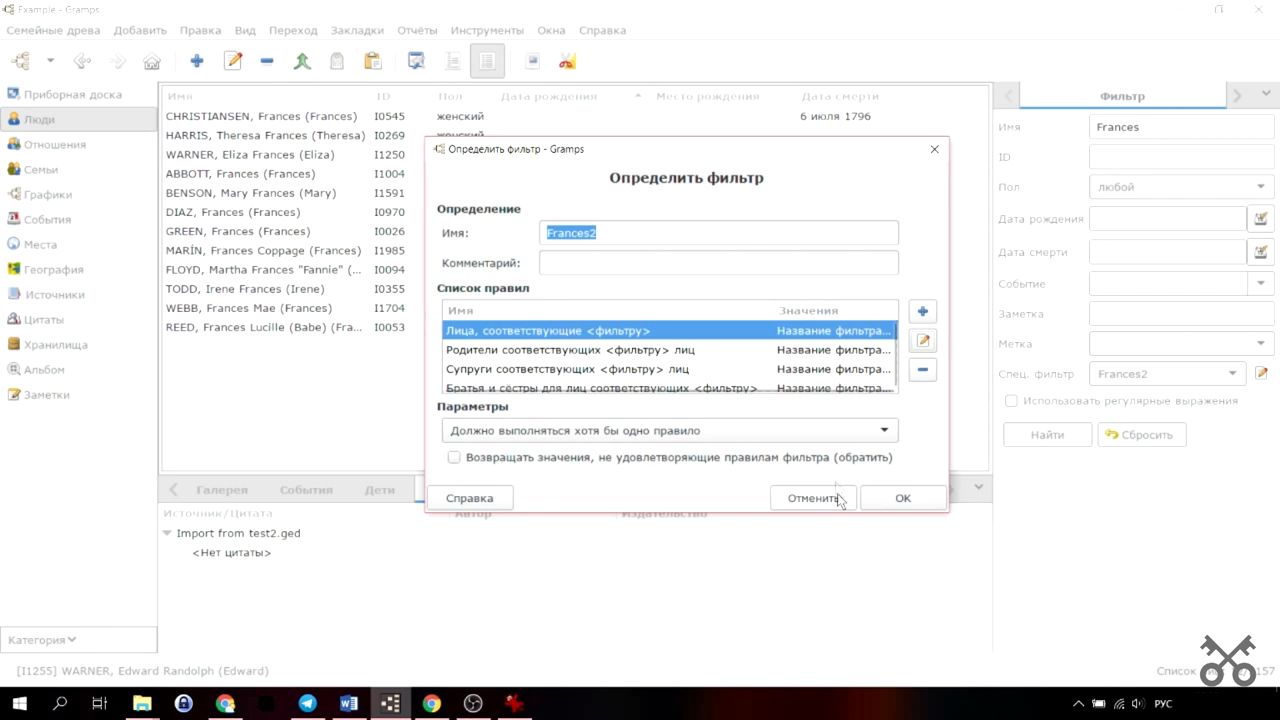 Example - Gramps
Семейные древа Добавить Правка Вид Переход Закладки Отчёты Инструменты Окна Справка
Приборная доска
Люди
Отношения
Семьи
Графики
События
Места
География
Источники
Цитаты
Хранилища
Альбом
Заметки
Категория
Имя ID Пол Дата рождения Место рождения Дата смерти
CHRISTIANSEN, Frances (Frances) I0545 женский 6 июля 1796
HARRIS, Theresa Frances (Theresa) I0269 женский
WARNER, Eliza Frances (Eliza) I1250
ABBOTT, Frances (Frances) I1004
BENSON, Mary Frances (Mary) I1591
DIAZ, Frances (Frances) I0970
GREEN, Frances (Frances) I0026
MARÍN, Frances Coppage (Frances) I1985
FLOYD, Martha Frances "Fannie" (... I0094
TODD, Irene Frances (Irene) I0355
WEBB, Frances Mae (Frances) I1704
REED, Frances Lucille (Babe) (Fra... I0053
Определить фильтр - Gramps
Определить фильтр
Определение
Имя: Frances2
Комментарий:
Список правил
Имя Значения
Лица, соответствующие <фильтру> Название фильтра...
Родители соответствующих <фильтру> лиц Название фильтра...
Супруги соответствующих <фильтру> лиц Название фильтра...
Братья и сёстры для лиц соответствующих <фильтру> Название фильтра...
Параметры
Должно выполняться хотя бы одно правило
Возвращать значения, не удовлетворяющие правилам фильтра (обратить)
Справка Отменить OK
Фильтр
Имя Frances
ID
Пол любой
Дата рождения
Дата смерти
Событие
Заметка
Метка
Спец. фильтр Frances2
Использовать регулярные выражения
Найти Сбросить
Галерея События Дети
Источник/Цитата Автор Издательство
Import from test2.ged
<Нет цитаты>
[I1255] WARNER, Edward Randolph (Edward)
Список 157
РУС